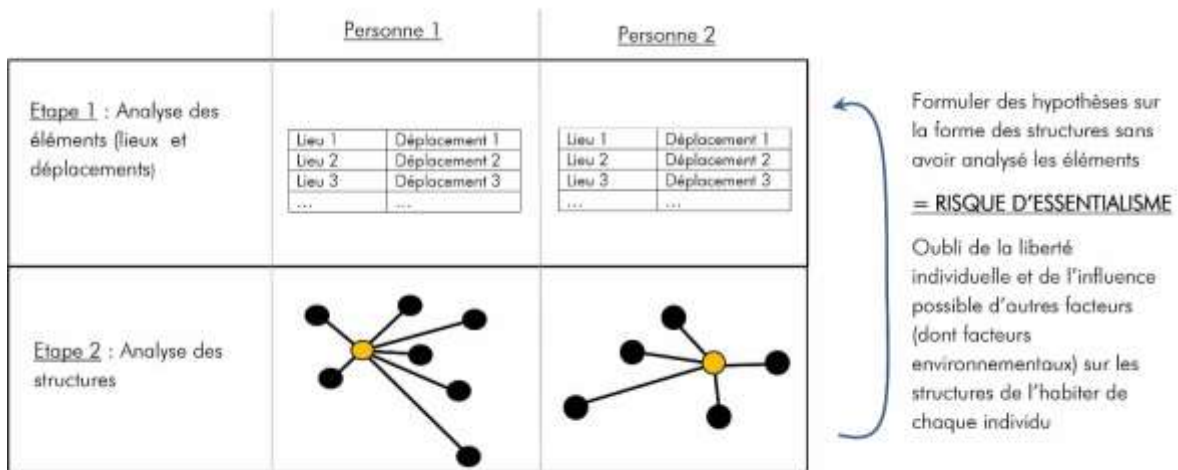 Personne 1
Personne 2
Etape 1 : Analyse des
éléments (lieux et
déplacements)
Lieu 1 Déplacement 1
Lieu 2 Déplacement 2
Lieu 3 Déplacement 3
... ...
Lieu 1 Déplacement 1
Lieu 2 Déplacement 2
Lieu 3 Déplacement 3
... ...
Etape 2 : Analyse des
structures
Formuler des hypothèses sur
la forme des structures sans
avoir analysé les éléments
= RISQUE D'ESSENTIALISME
Oubli de la liberté
individuelle et de l'influence
possible d'autres facteurs
(dont facteurs
environnementaux) sur les
structures de l'habiter de
chaque individu